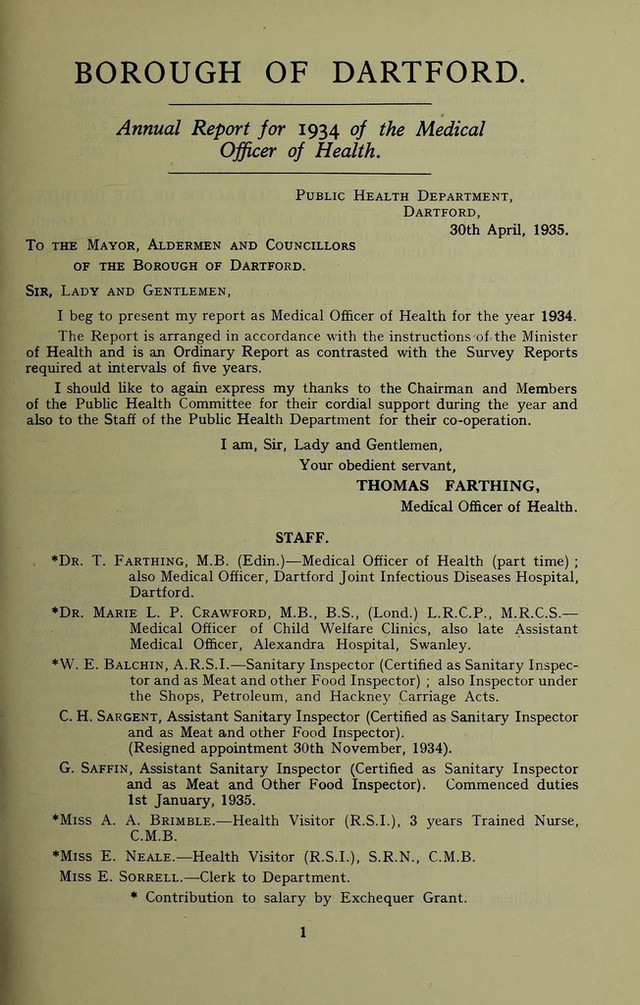 BOROUGH OF DARTFORD.
Annual Report for 1934 of the Medical
Officer of Health.
PUBLIC HEALTH DEPARTMENT,
DARTFORD,
30th April, 1935.
TO THE MAYOR, ALDERMEN AND COUNCILLORS
OF THE BOROUGH OF DARTFORD.
SIR, LADY AND GENTLEMEN,
I beg to present my report as Medical Officer of Health for the year 1934.
The Report is arranged in accordance with the instructions of the Minister
of Health and is an Ordinary Report as contrasted with the Survey Reports
required at intervals of five years.
I should like to again express my thanks to the Chairman and Members
of the Public Health Committee for their cordial support during the year and
also to the Staff of the Public Health Department for their co-operation.
I am, Sir, Lady and Gentlemen,
Your obedient servant,
THOMAS FARTHING,
Medical Officer of Health.
STAFF.
*DR. T. FARTHING, M.B. (Edin.)—Medical Officer of Health (part time) ;
also Medical Officer, Dartford Joint Infectious Diseases Hospital,
Dartford.
*DR. MARIE L. P. CRAWFORD, M.B., B.S., (Lond.) L.R.C.P., M.R.C.S.—
Medical Officer of Child Welfare Clinics, also late Assistant
Medical Officer, Alexandra Hospital, Swanley.
*W. E. BALCHIN, A.R.S.I.—Sanitary Inspector (Certified as Sanitary Inspec-
tor and as Meat and other Food Inspector) ; also Inspector under
the Shops, Petroleum, and Hackney Carriage Acts.
C. H. SARGENT, Assistant Sanitary Inspector (Certified as Sanitary Inspector
and as Meat and other Food Inspector).
(Resigned appointment 30th November, 1934).
G. SAFFIN, Assistant Sanitary Inspector (Certified as Sanitary Inspector
and as Meat and Other Food Inspector). Commenced duties
1st January, 1935.
*MISS A. A. BRIMBLE.—Health Visitor (R.S.I.), 3 years Trained Nurse,
C.M.B.
*MISS E. NEALE.—Health Visitor (R.S.I.), S.R.N., C.M.B.
MISS E. SORRELL.—Clerk to Department.
* Contribution to salary by Exchequer Grant.
1